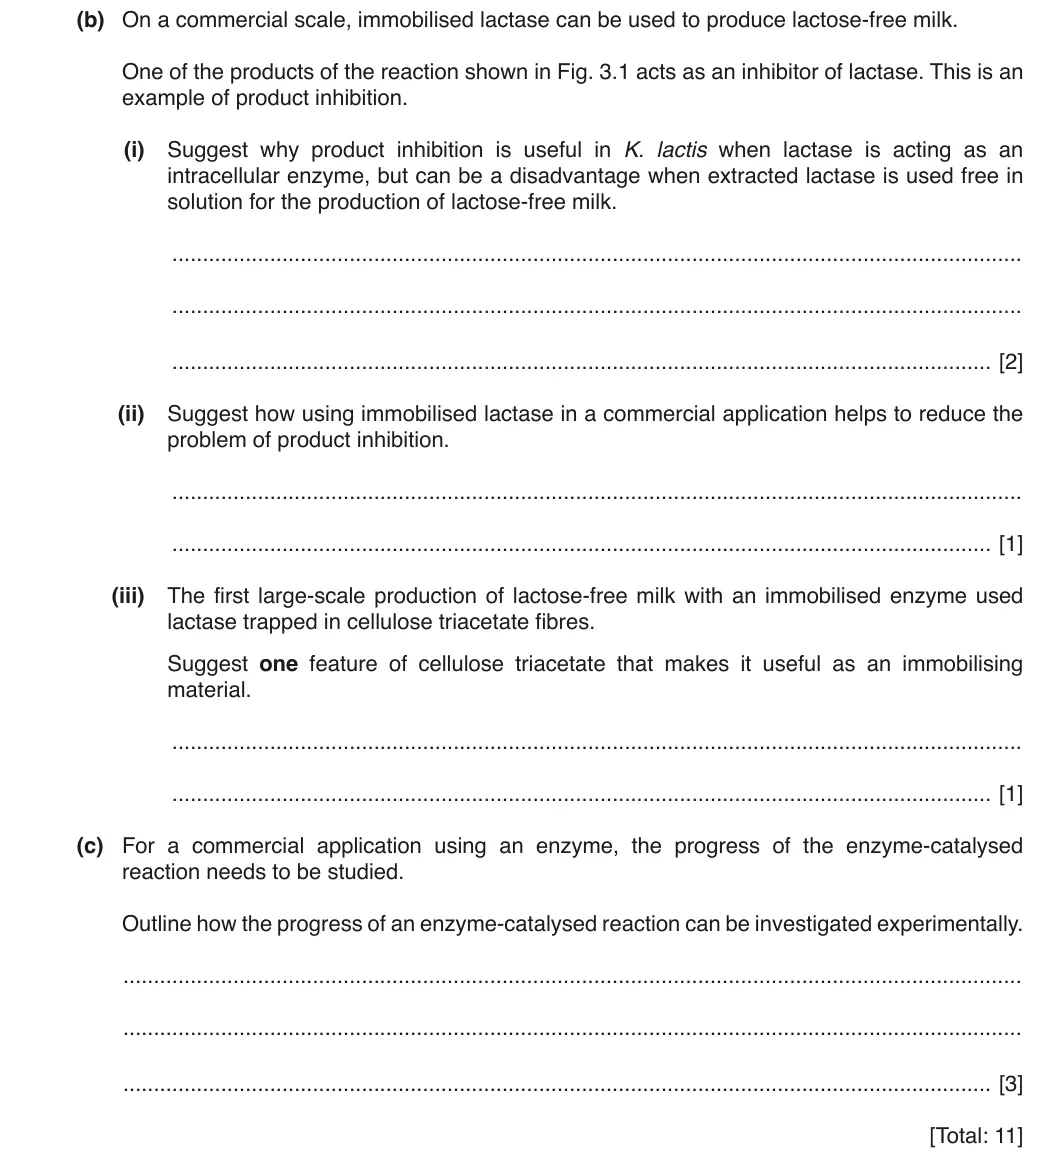 (b) On a commercial scale, immobilised lactase can be used to produce lactose-free milk.
One of the products of the reaction shown in Fig. 3.1 acts as an inhibitor of lactase. This is an
example of product inhibition.
(i) Suggest why product inhibition is useful in K. lactis when lactase is acting as an
intracellular enzyme, but can be a disadvantage when extracted lactase is used free in
solution for the production of lactose-free milk.
..........................................................................................................................................
..........................................................................................................................................
..................................................................................................................................... [2]
(ii) Suggest how using immobilised lactase in a commercial application helps to reduce the
problem of product inhibition.
..........................................................................................................................................
..................................................................................................................................... [1]
(iii) The first large-scale production of lactose-free milk with an immobilised enzyme used
lactase trapped in cellulose triacetate fibres.
Suggest one feature of cellulose triacetate that makes it useful as an immobilising
material.
..........................................................................................................................................
..................................................................................................................................... [1]
(c) For a commercial application using an enzyme, the progress of the enzyme-catalysed
reaction needs to be studied.
Outline how the progress of an enzyme-catalysed reaction can be investigated experimentally.
..................................................................................................................................................
..................................................................................................................................................
............................................................................................................................................. [3]
[Total: 11]